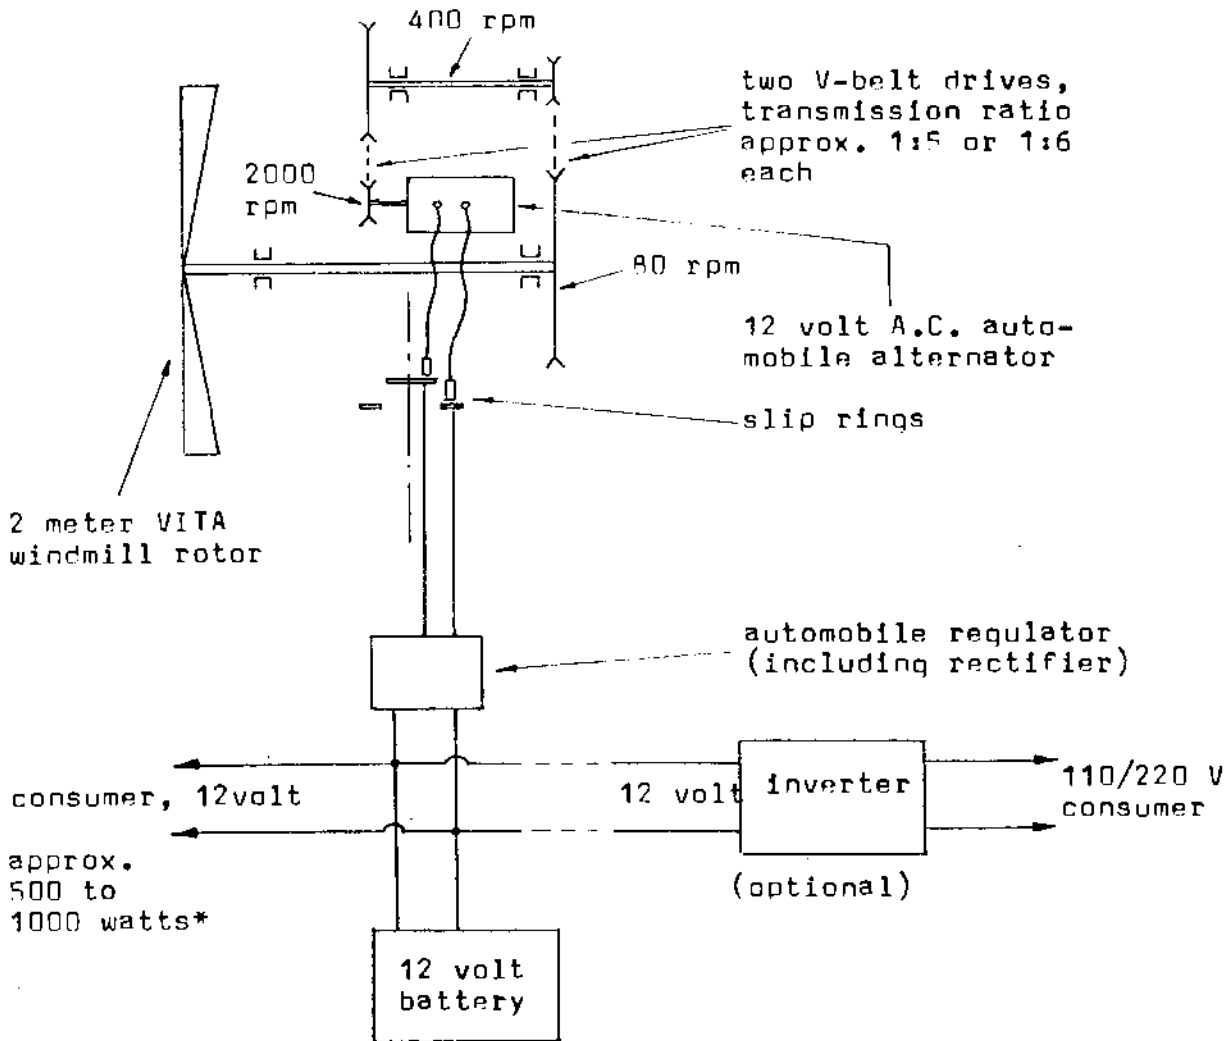 400 rpm
two V-belt drives,
transmission ratio
approx. 1:5 or 1:6
each
2000
rpm
80 rpm
12 volt A.C. auto-
mobile alternator
slip rings
2 meter VITA
windmill rotor
automobile regulator
(including rectifier)
consumer, 12volt
12 volt
inverter
110/220 V
consumer
approx.
500 to
1000 watts*
(optional)
12 volt
battery